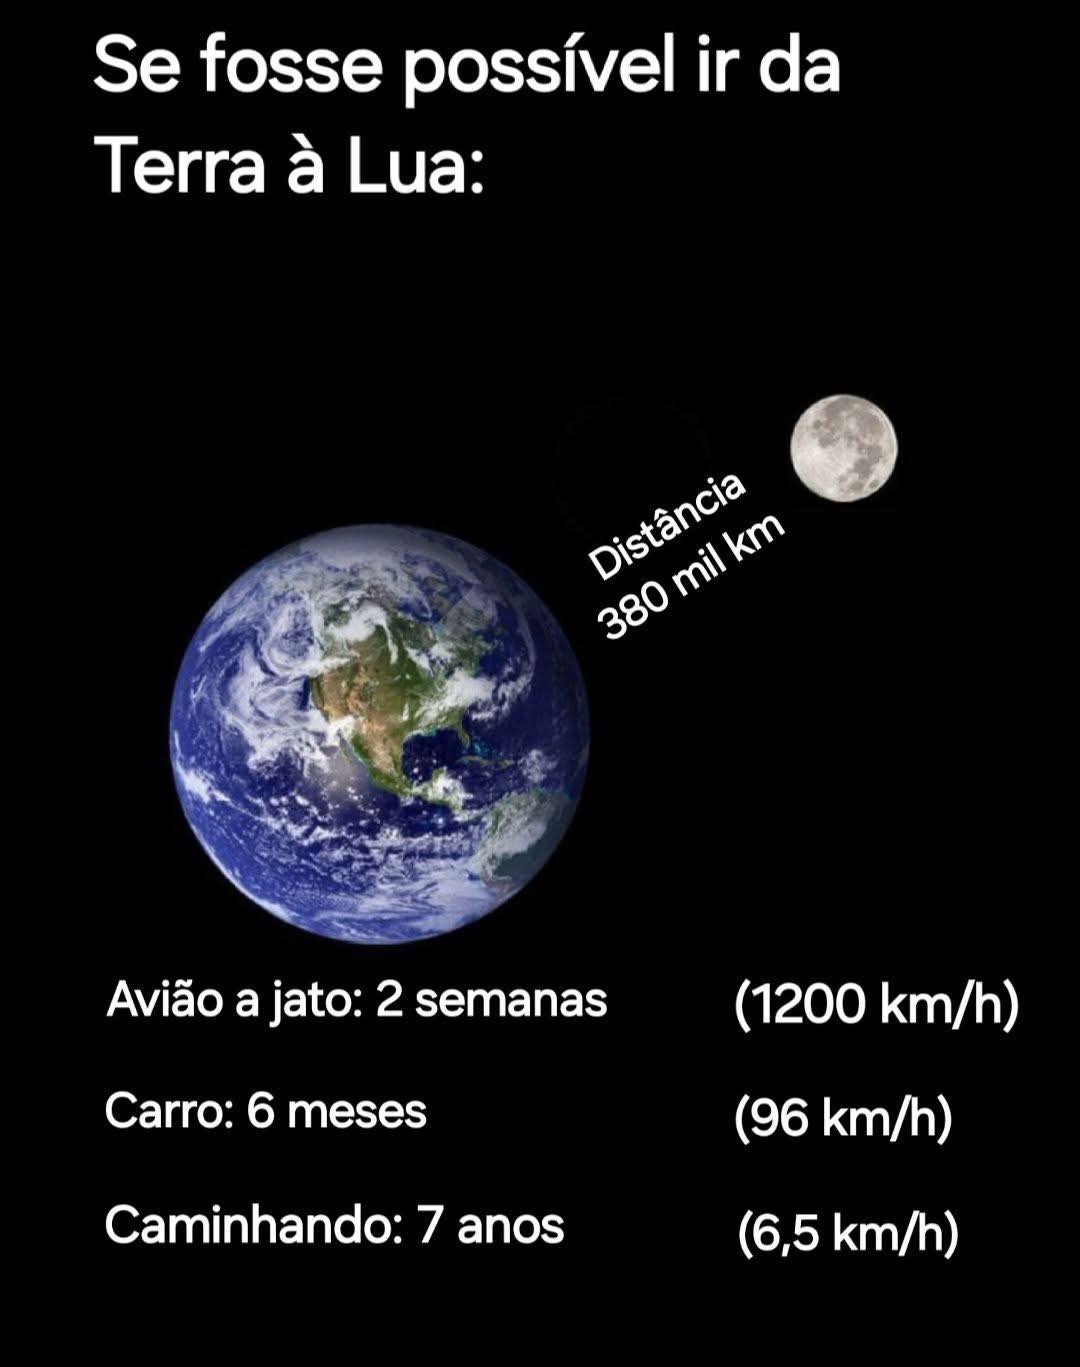 Se fosse possível ir da
Terra à Lua:
Distância
380 mil km
Avião a jato: 2 semanas (1200 km/h)
Carro: 6 meses (96 km/h)
Caminhando: 7 anos (6,5 km/h)